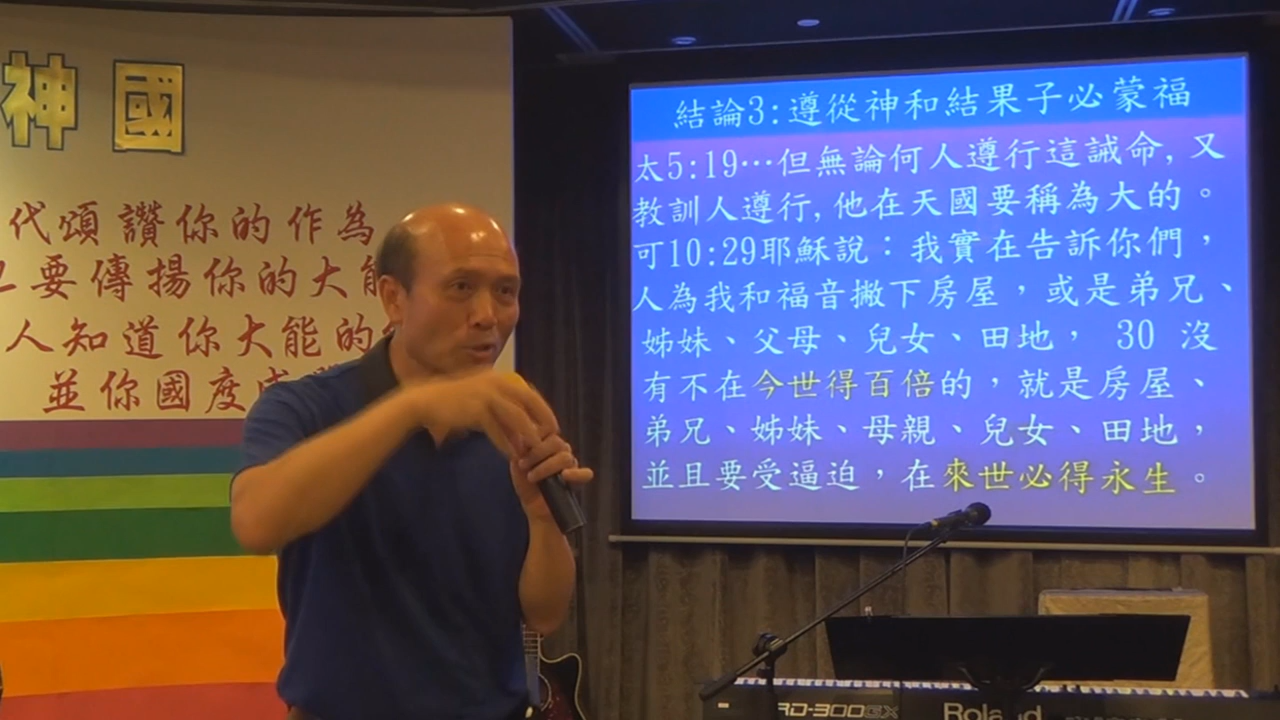 神國
代頌讚你的作為
要傳揚你的大能
人知道你大能的
並你國度
結論3:遵從神和結果子必蒙福
太5:19…但無論何人遵行這誡命,又
教訓人遵行,他在天國要稱為大的。
可10:29耶穌說：我實在告訴你們，
人為我和福音撇下房屋，或是弟兄、
姊妹、父母、兒女、田地， 30 沒
有不在今世得百倍的，就是房屋、
弟兄、姊妹、母親、兒女、田地，
並且要受逼迫，在來世必得永生。
RD-300GX
Roland